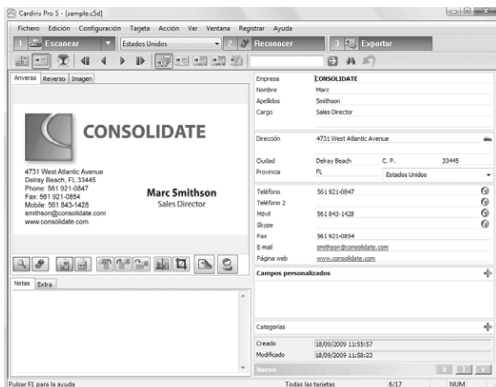 Cardiris Pro 5 - [sample.c5d]
Fichero Edición Configuración Tarjeta Acción Ver Ventana Registrar Ayuda
1 Escanear Estados Unidos 2 Reconocer 3 Exportar
Anverso Reverso Imagen
CONSOLIDATE
4731 West Atlantic Avenue
Delray Beach, FL 33445
Phone: 561 921-0847
Fax: 561 921-0854
Mobile: 561 843-1428
smithson@consolidate.com
www.consolidate.com
Marc Smithson
Sales Director
Notas Extra
Empresa CONSOLIDATE
Nombre Marc
Apellidos Smithson
Cargo Sales Director
Dirección 4731 West Atlantic Avenue
Ciudad Delray Beach C. P. 33445
Provincia FL Estados Unidos
Teléfono 561 921-0847
Teléfono 2
Móvil 561 843-1428
Skype
Fax 561 921-0854
E-mail smithson@consolidate.com
Página web www.consolidate.com
Campos personalizados
Categorías
Creado 18/09/2009 11:55:57
Modificado 18/09/2009 11:58:23
Nuevo
Pulsar F1 para la ayuda Todas las tarjetas 6/17 NUM